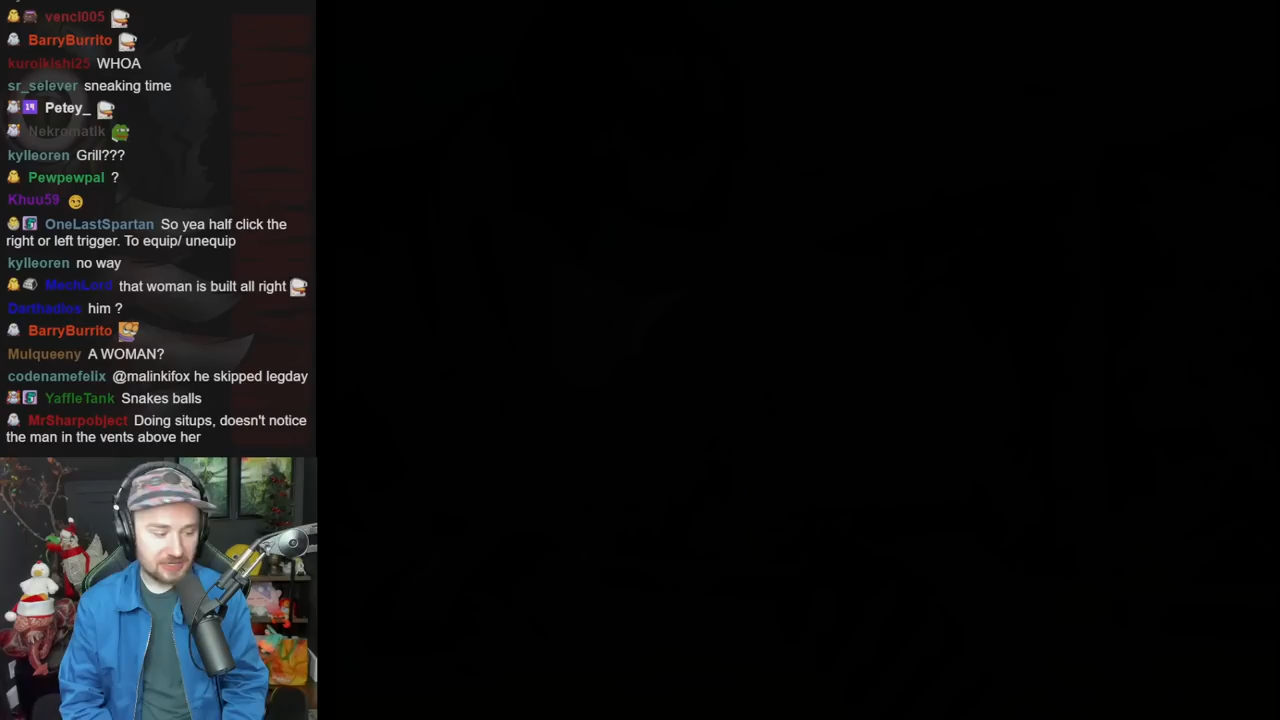 vencl005
BarryBurrito
kuroikishi25 WHOA
sr_selever sneaking time
19 Petey_
Nekromatik
kylleoren Grill???
Pewpewpal ?
Khuu59
OneLastSpartan So yea half click the
right or left trigger. To equip/ unequip
kylleoren no way
MechLord that woman is built all right
Darthadios him ?
BarryBurrito
Mulqueeny A WOMAN?
codenamefelix @malinkifox he skipped legday
YaffleTank Snakes balls
MrSharpobject Doing situps, doesn't notice
the man in the vents above her